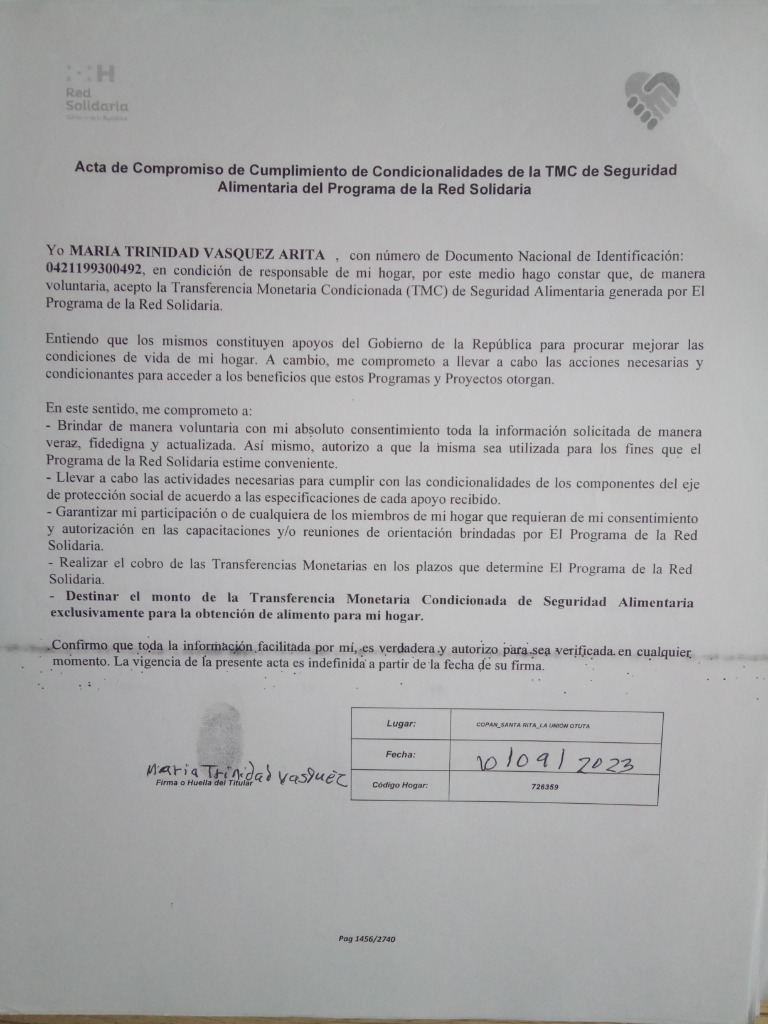 H
Red
Solidaria
Acta de Compromiso de Cumplimiento de Condicionalidades de la TMC de Seguridad
Alimentaria del Programa de la Red Solidaria
Yo MARIA TRINIDAD VASQUEZ ARITA , con número de Documento Nacional de Identificación:
0421199300492, en condición de responsable de mi hogar, por este medio hago constar que, de manera
voluntaria, acepto la Transferencia Monetaria Condicionada (TMC) de Seguridad Alimentaria generada por El
Programa de la Red Solidaria.
Entiendo que los mismos constituyen apoyos del Gobierno de la República para procurar mejorar las
condiciones de vida de mi hogar. A cambio, me comprometo a llevar a cabo las acciones necesarias y
condicionantes para acceder a los beneficios que estos Programas y Proyectos otorgan.
En este sentido, me comprometo a:
- Brindar de manera voluntaria con mi absoluto consentimiento toda la información solicitada de manera
veraz, fidedigna y actualizada. Así mismo, autorizo a que la misma sea utilizada para los fines que el
Programa de la Red Solidaria estime conveniente.
- Llevar a cabo las actividades necesarias para cumplir con las condicionalidades de los componentes del eje
de protección social de acuerdo a las especificaciones de cada apoyo recibido.
- Garantizar mi participación o de cualquiera de los miembros de mi hogar que requieran de mi consentimiento
y autorización en las capacitaciones y/o reuniones de orientación brindadas por El Programa de la Red
Solidaria.
- Realizar el cobro de las Transferencias Monetarias en los plazos que determine El Programa de la Red
Solidaria.
- Destinar el monto de la Transferencia Monetaria Condicionada de Seguridad Alimentaria
exclusivamente para la obtención de alimento para mi hogar.
Confirmo que toda la información facilitada por mí, es verdadera y autorizo para sea verificada en cualquier
momento. La vigencia de la presente acta es indefinida a partir de la fecha de su firma.
Maria Trinidad Vasquez
Firma o Huella del Titular
Lugar: COPAN_SANTA RITA_LA UNIÓN OTUTA
Fecha: 10/09/2023
Código Hogar: 726359
Pag 1456/2740